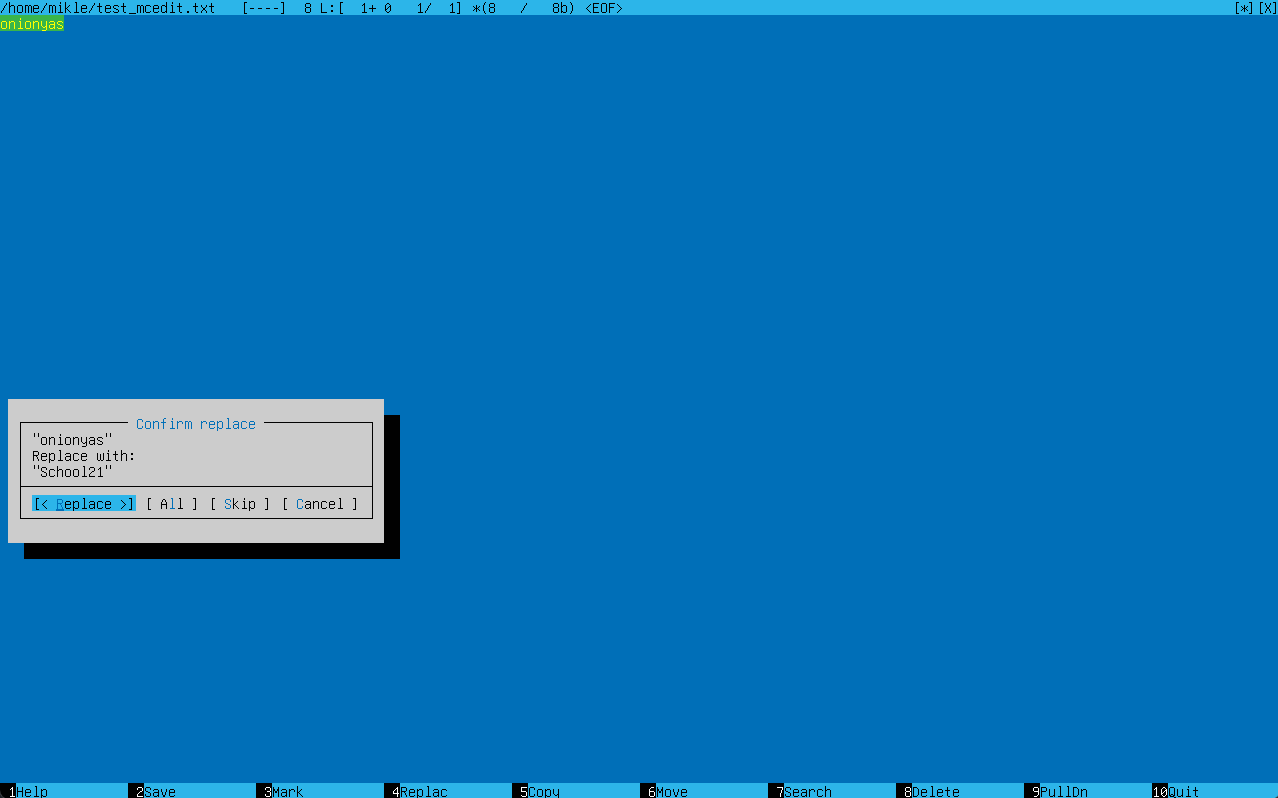 /home/mikle/test_mcedit.txt   [----]  8 L:[  1+ 0   1/  1] *(8   /   8b) <EOF>   [*][X]
onionyas
Confirm replace
"onionyas"
Replace with:
"School21"
[< Replace >] [ All ] [ Skip ] [ Cancel ]
1Help 2Save 3Mark 4Replac 5Copy 6Move 7Search 8Delete 9PullDn 10Quit